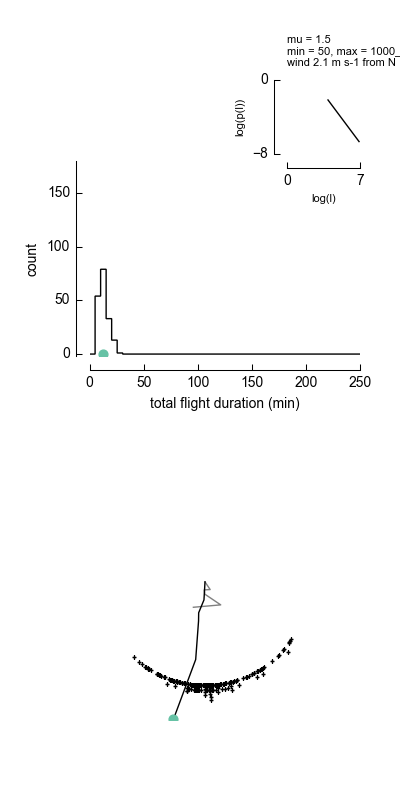 mu = 1.5
min = 50, max = 1000_
wind 2.1 m s-1 from N
0
−8
log(p(l))
0 7
log(l)
150
100
50
0
count
0 50 100 150 200 250
total flight duration (min)